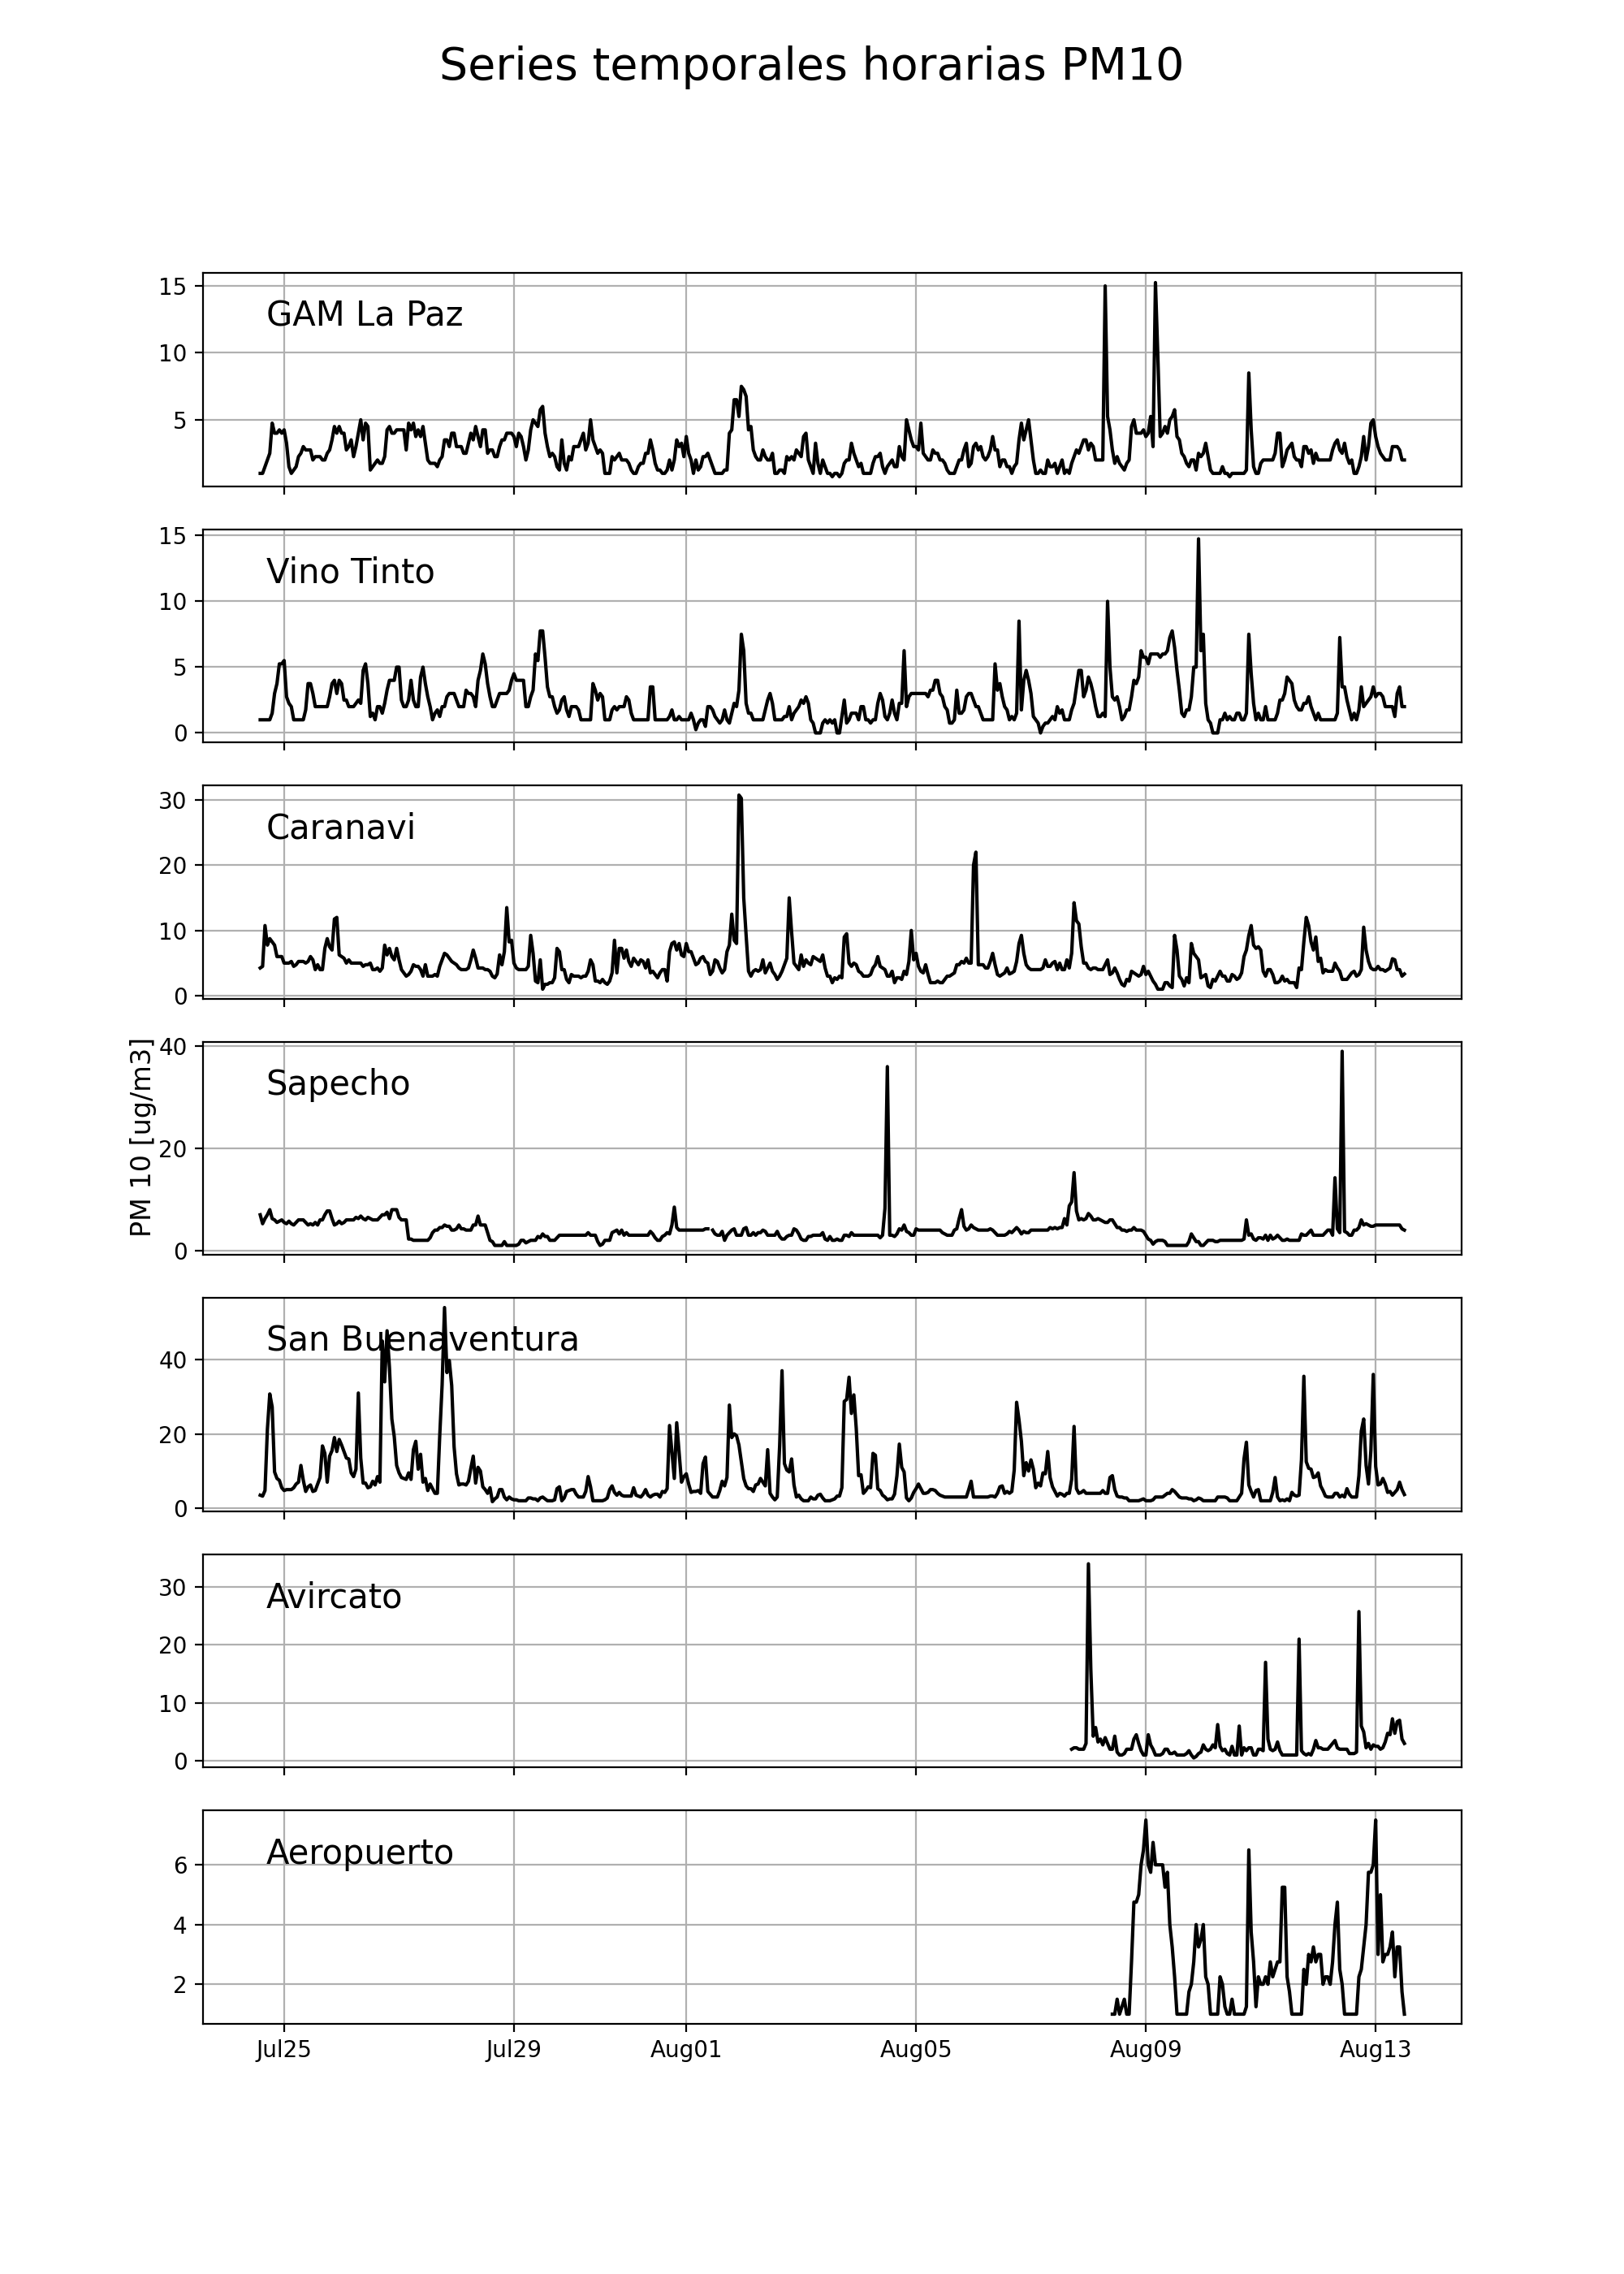 Series temporales horarias PM10
15
GAM La Paz
10
5
15
Vino Tinto
10
5
0
30
Caranavi
20
10
0
PM 10 [ug/m3]
40
Sapecho
20
0
San Buenaventura
40
20
0
30
Avircato
20
10
0
Aeropuerto
6
4
2
Jul25 Jul29 Aug01 Aug05 Aug09 Aug13